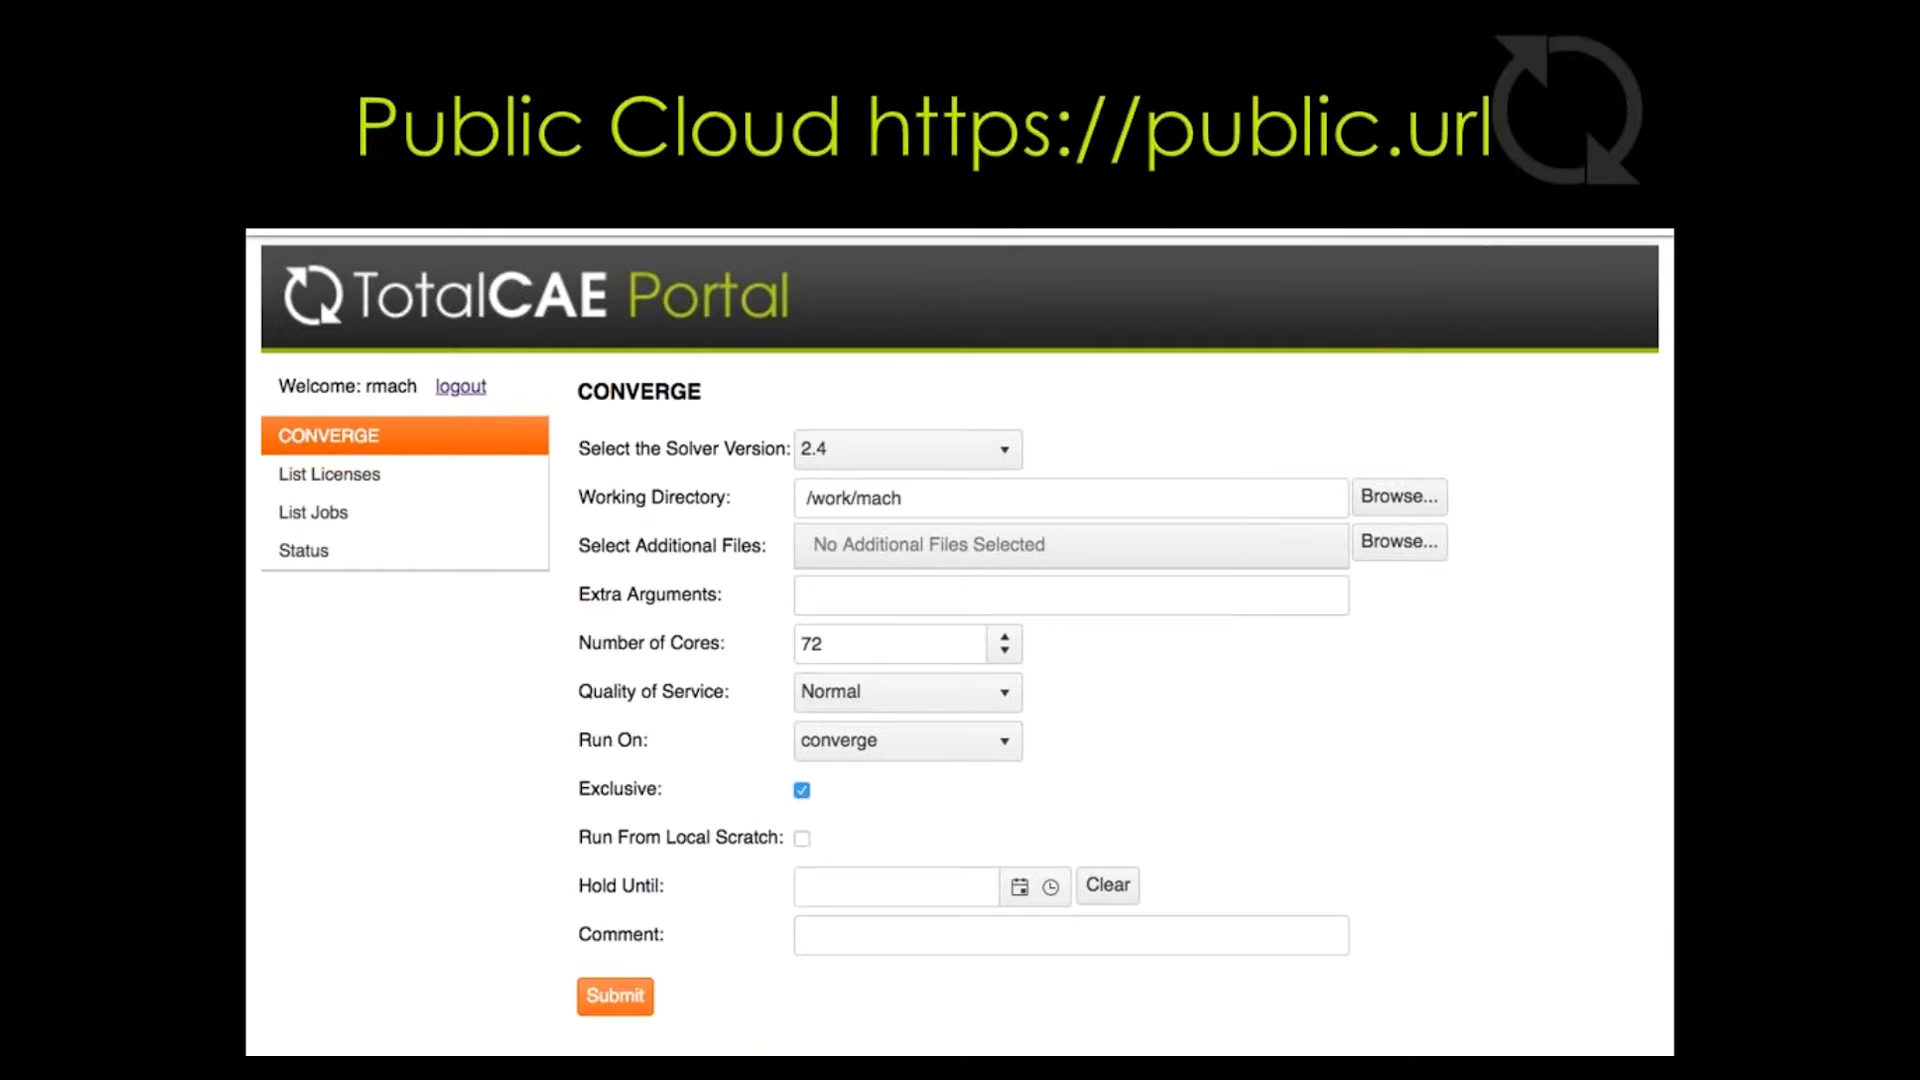 Public Cloud https://public.url
TotalCAE Portal
Welcome: rmach logout
CONVERGE
List Licenses
List Jobs
Status
CONVERGE
Select the Solver Version: 2.4
Working Directory: /work/mach Browse...
Select Additional Files: No Additional Files Selected Browse...
Extra Arguments:
Number of Cores: 72
Quality of Service: Normal
Run On: converge
Exclusive:
Run From Local Scratch:
Hold Until: Clear
Comment:
Submit